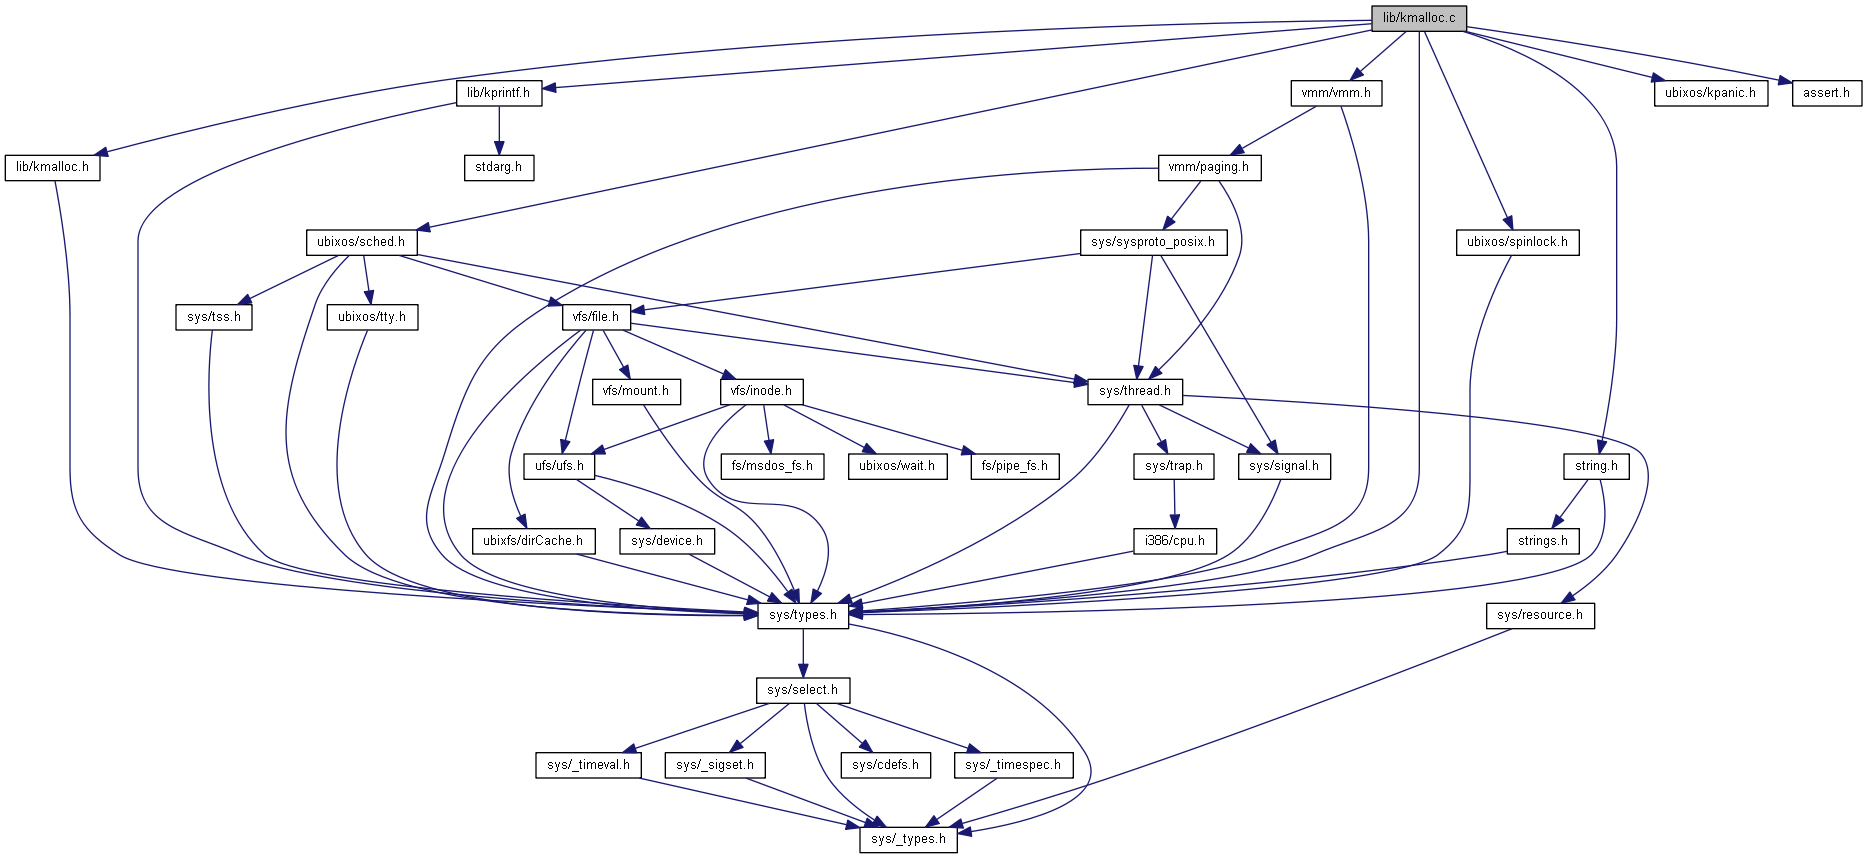 lib/kmalloc.c
lib/kprintf.h
vmm/vmm.h
ubixos/kpanic.h
assert.h
lib/kmalloc.h
stdarg.h
vmm/paging.h
ubixos/sched.h
sys/sysproto_posix.h
ubixos/spinlock.h
sys/tss.h
ubixos/tty.h
vfs/file.h
vfs/mount.h
vfs/inode.h
sys/thread.h
ufs/ufs.h
fs/msdos_fs.h
ubixos/wait.h
fs/pipe_fs.h
sys/trap.h
sys/signal.h
string.h
ubixfs/dirCache.h
sys/device.h
i386/cpu.h
strings.h
sys/types.h
sys/resource.h
sys/select.h
sys/_timeval.h
sys/_sigset.h
sys/cdefs.h
sys/_timespec.h
sys/_types.h